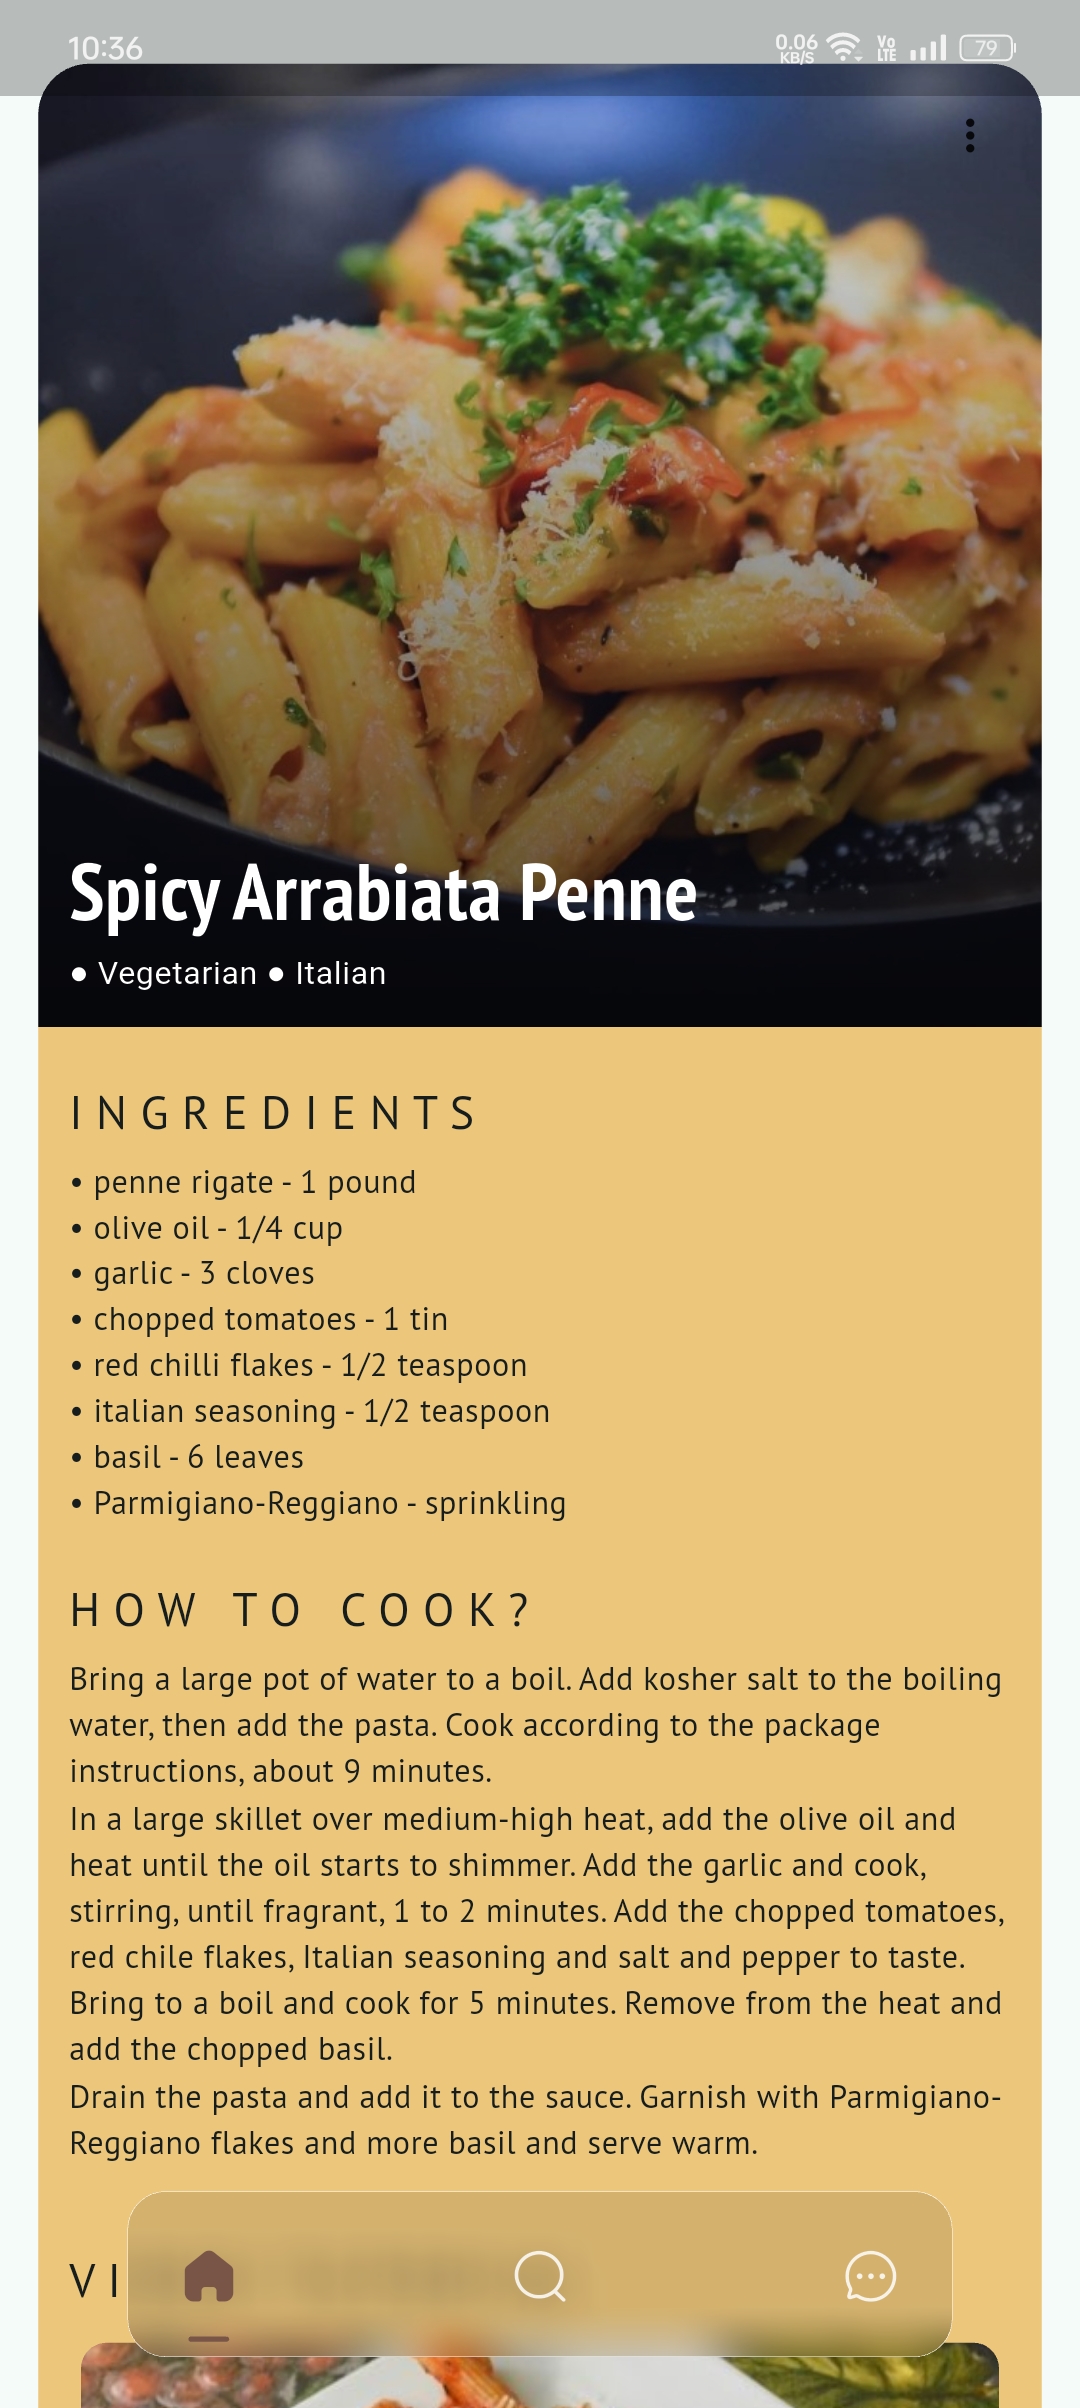 10:36
0.06 KB/S Vo LTE 79
Spicy Arrabiata Penne
● Vegetarian ● Italian
INGREDIENTS
• penne rigate - 1 pound
• olive oil - 1/4 cup
• garlic - 3 cloves
• chopped tomatoes - 1 tin
• red chilli flakes - 1/2 teaspoon
• italian seasoning - 1/2 teaspoon
• basil - 6 leaves
• Parmigiano-Reggiano - sprinkling
HOW TO COOK?
Bring a large pot of water to a boil. Add kosher salt to the boiling
water, then add the pasta. Cook according to the package
instructions, about 9 minutes.
In a large skillet over medium-high heat, add the olive oil and
heat until the oil starts to shimmer. Add the garlic and cook,
stirring, until fragrant, 1 to 2 minutes. Add the chopped tomatoes,
red chile flakes, Italian seasoning and salt and pepper to taste.
Bring to a boil and cook for 5 minutes. Remove from the heat and
add the chopped basil.
Drain the pasta and add it to the sauce. Garnish with Parmigiano-
Reggiano flakes and more basil and serve warm.
VI